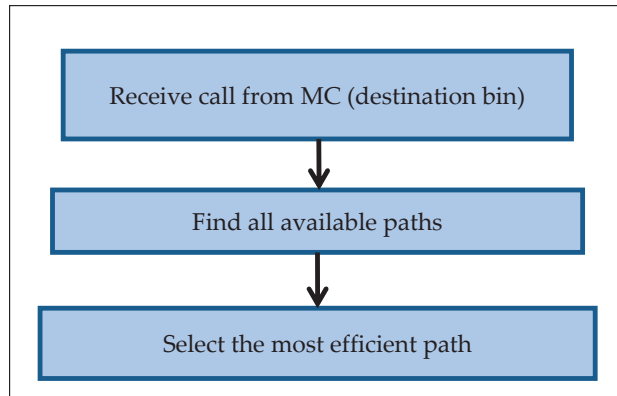 Receive call from MC (destination bin)
Find all available paths
Select the most efficient path